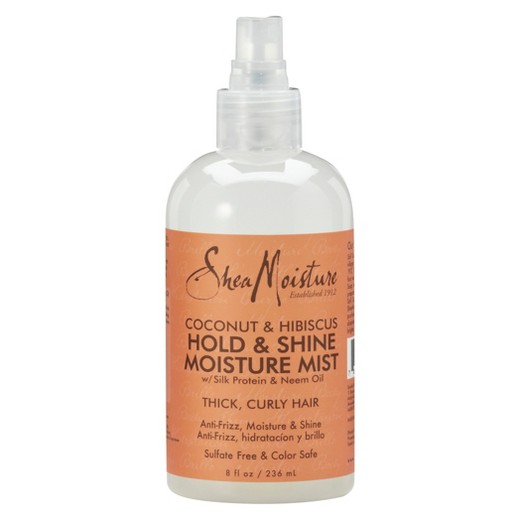 SheaMoisture
Established 1912
COCONUT & HIBISCUS
HOLD & SHINE
MOISTURE MIST
w/Silk Protein & Neem Oil
THICK, CURLY HAIR
Anti-Frizz, Moisture & Shine
Anti-Frizz, hidratacíon y brillo
Sulfate Free & Color Safe
8 fl oz / 236 mL